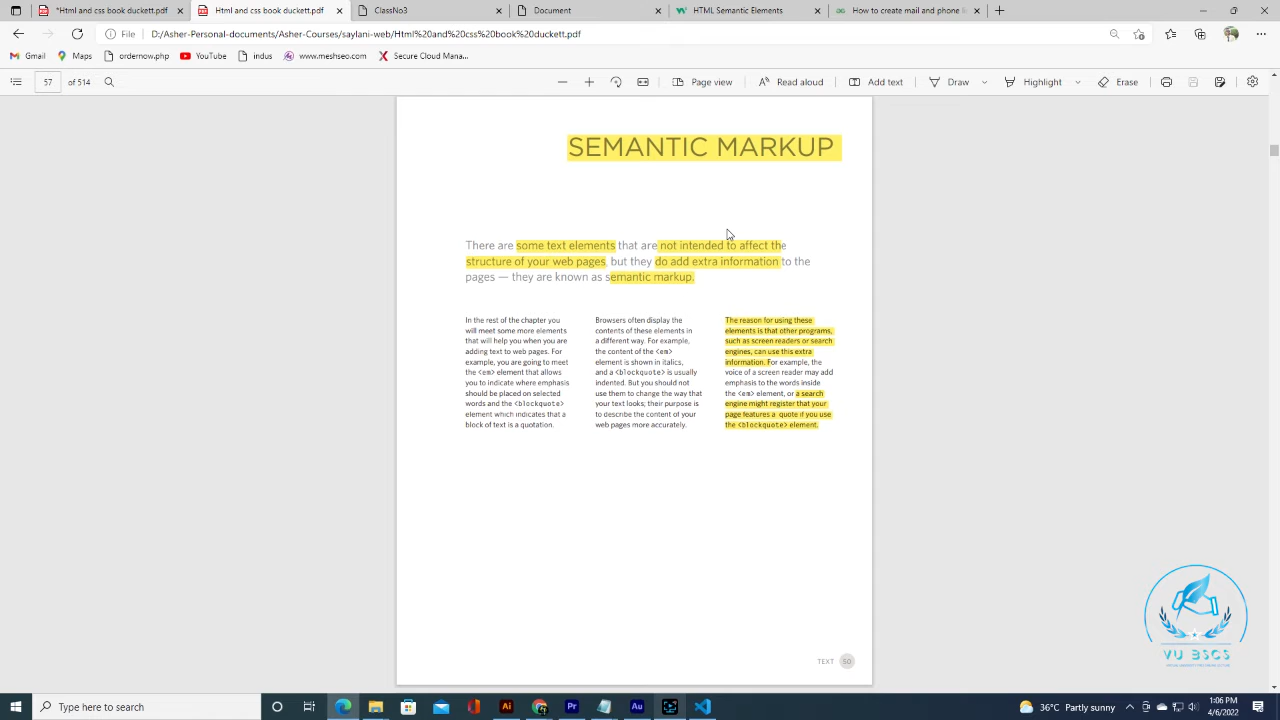 Html and css book duckett.pdf
Html and css book duckett.pdf
ClassNo3
Document
HTML Elements
How to create mail and phone li
File
D:/Asher-Personal-documents/Asher-Courses/saylani-web/Html%20and%20css%20book%20duckett.pdf
Gmail
Maps
ordernow,php
YouTube
indus
www.meshseo.com
Secure Cloud Mana...
57
of 514
Page view
Read aloud
Add text
Draw
Highlight
Erase
SEMANTIC MARKUP
There are some text elements that are not intended to affect the
structure of your web pages, but they do add extra information to the
pages — they are known as semantic markup.
In the rest of the chapter you
will meet some more elements
that will help you when you are
adding text to web pages. For
example, you are going to meet
the <em> element that allows
you to indicate where emphasis
should be placed on selected
words and the <blockquote>
element which indicates that a
block of text is a quotation.
Browsers often display the
contents of these elements in
a different way. For example,
the content of the <em>
element is shown in italics,
and a <blockquote> is usually
indented. But you should not
use them to change the way that
your text looks; their purpose is
to describe the content of your
web pages more accurately.
The reason for using these
elements is that other programs,
such as screen readers or search
engines, can use this extra
information. For example, the
voice of a screen reader may add
emphasis to the words inside
the <em> element, or a search
engine might register that your
page features a quote if you use
the <blockquote> element.
TEXT 50
VU BSCS
Type here to search
36°C Partly sunny
1:06 PM
4/6/2022